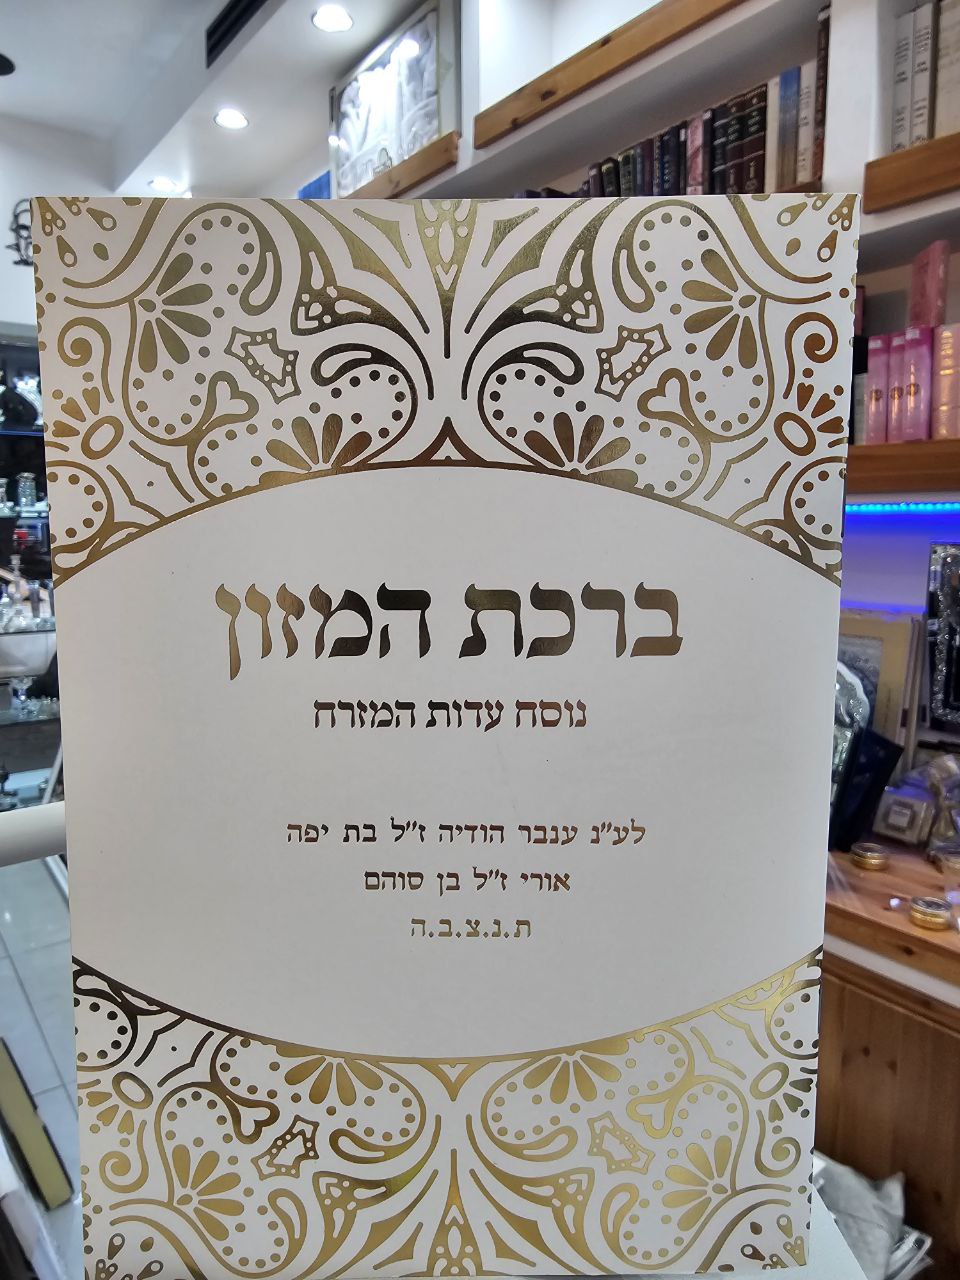 ברכת המזון
נוסח עדות המזרח
לע"נ ענבר הודיה ז"ל בת יפה
אורי ז"ל בן סוהם
ת.נ.צ.ב.ה